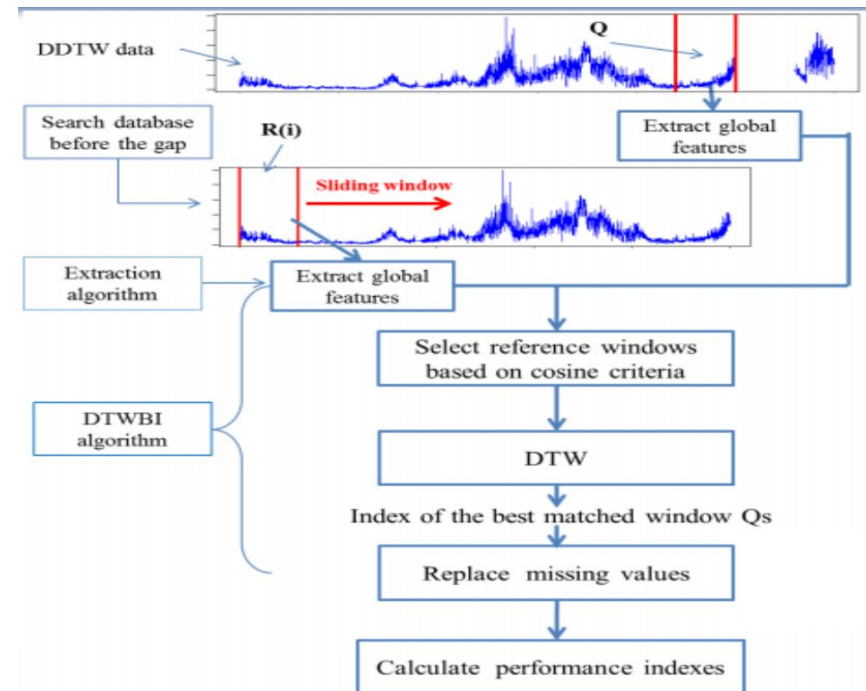 DDTW data
Q
Search database
before the gap
Extract global
features
R(i)
Sliding window
Extraction
algorithm
Extract global
features
Select reference windows
based on cosine criteria
DTWBI
algorithm
DTW
Index of the best matched window Qs
Replace missing values
Calculate performance indexes